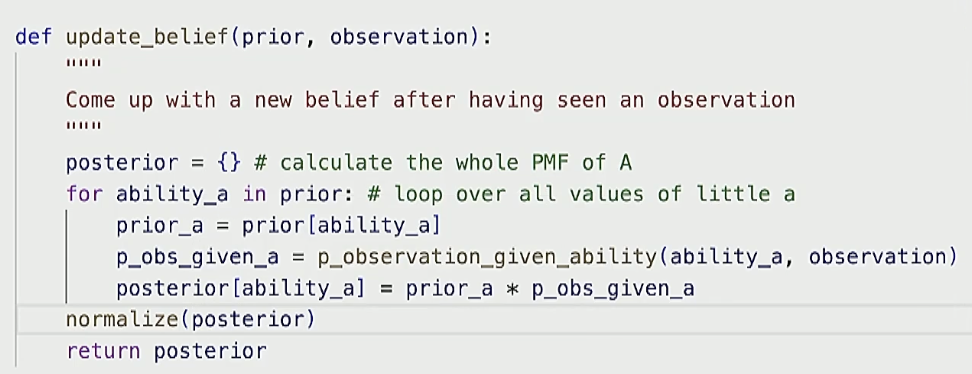 def update_belief(prior, observation):
    """
    Come up with a new belief after having seen an observation
    """
    posterior = {} # calculate the whole PMF of A
    for ability_a in prior: # loop over all values of little a
        prior_a = prior[ability_a]
        p_obs_given_a = p_observation_given_ability(ability_a, observation)
        posterior[ability_a] = prior_a * p_obs_given_a
    normalize(posterior)
    return posterior